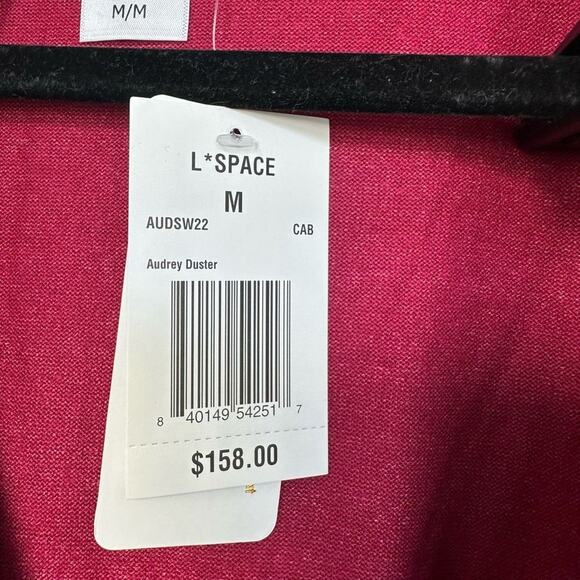 M/M
L*SPACE
M
AUDSW22 CAB
Audrey Duster
8 40149 54251 7
$158.00